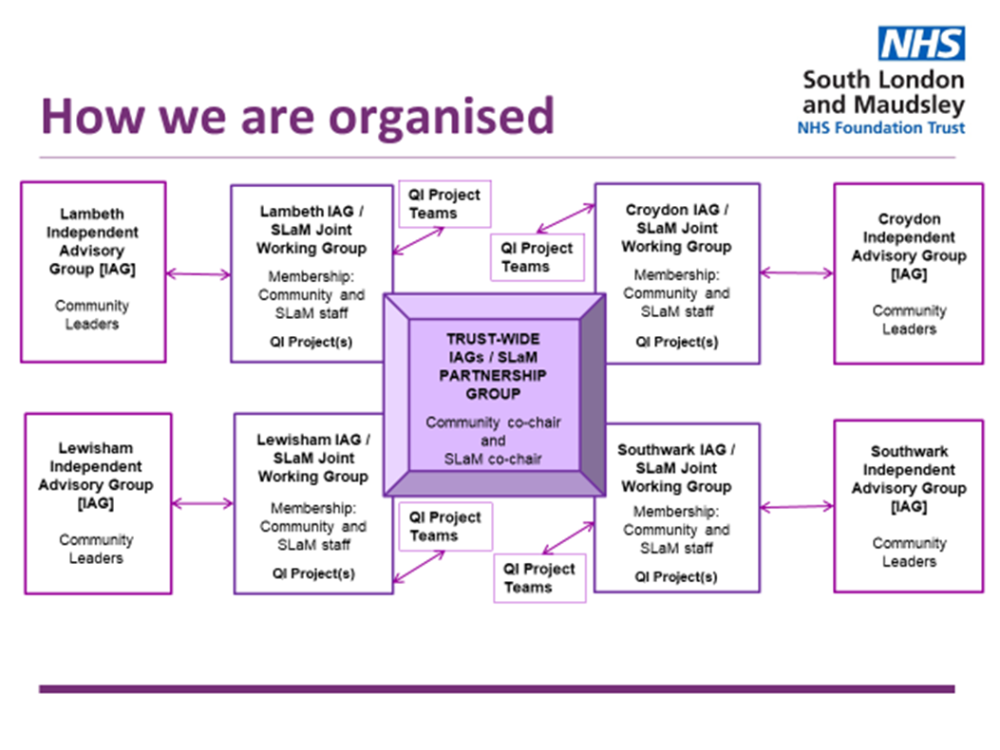 NHS
South London
and Maudsley
NHS Foundation Trust
How we are organised
Lambeth
Independent
Advisory
Group [IAG]
Community
Leaders
Lambeth IAG /
SLaM Joint
Working Group
Membership:
Community and
SLaM staff
QI Project(s)
QI Project
Teams
QI Project
Teams
Croydon IAG /
SLaM Joint
Working Group
Membership:
Community and
SLaM staff
QI Project(s)
Croydon
Independent
Advisory Group
[IAG]
Community
Leaders
TRUST-WIDE
IAGs / SLaM
PARTNERSHIP
GROUP
Community co-chair
and
SLaM co-chair
Lewisham
Independent
Advisory Group
[IAG]
Community
Leaders
Lewisham IAG /
SLaM Joint
Working Group
Membership:
Community and
SLaM staff
QI Project(s)
QI Project
Teams
QI Project
Teams
Southwark IAG /
SLaM Joint
Working Group
Membership:
Community and
SLaM staff
QI Project(s)
Southwark
Independent
Advisory Group
[IAG]
Community
Leaders